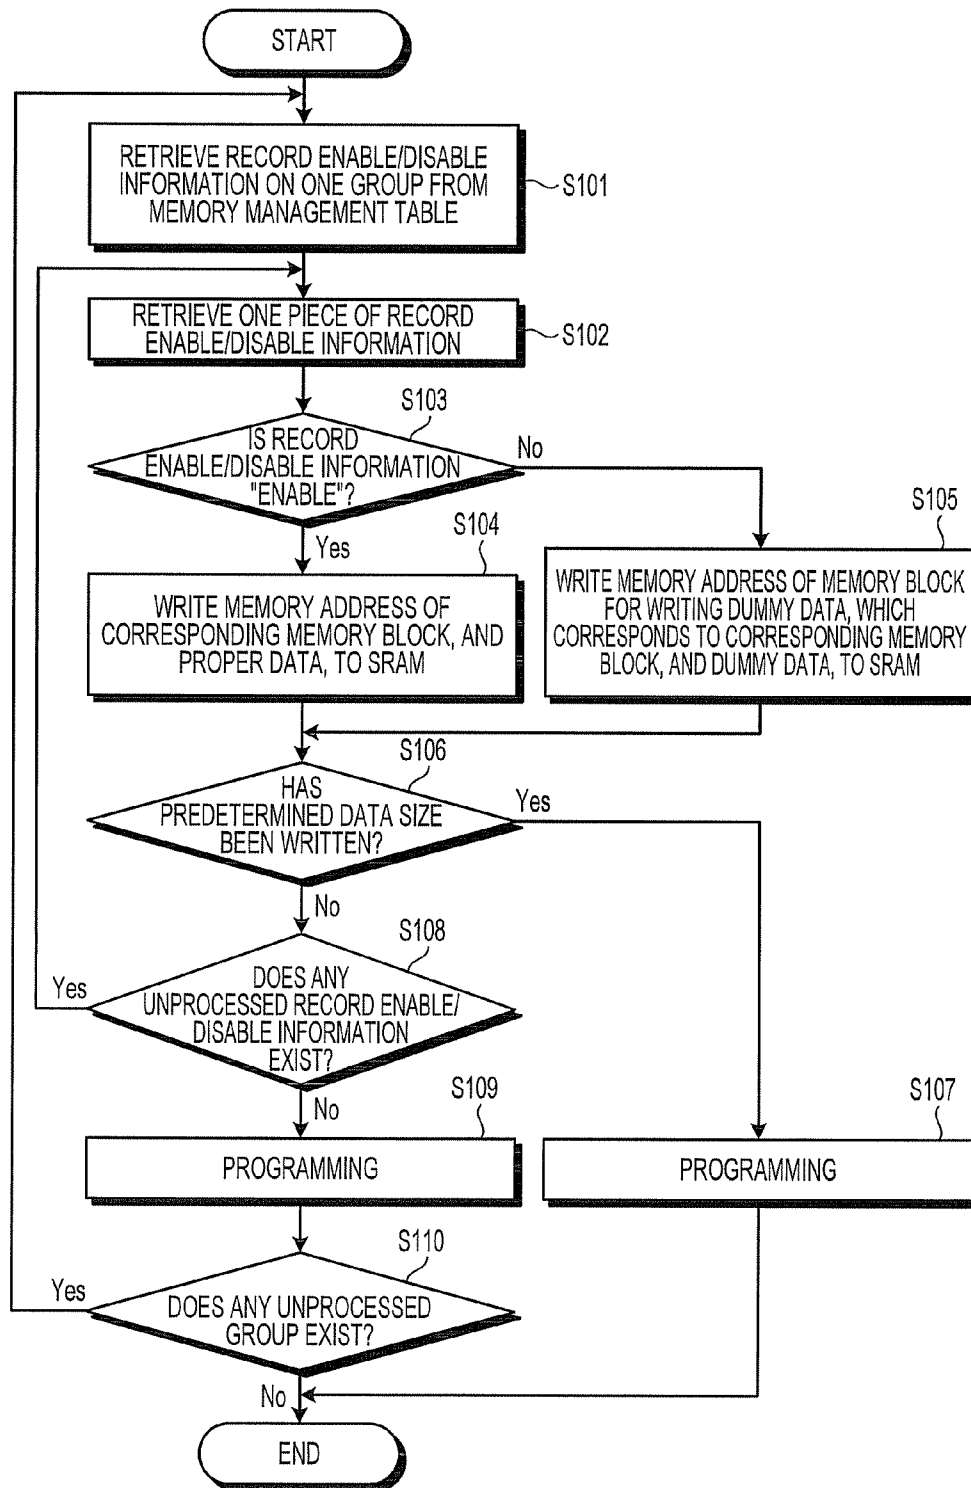 START
RETRIEVE RECORD ENABLE/DISABLE
INFORMATION ON ONE GROUP FROM
MEMORY MANAGEMENT TABLE
S101
RETRIEVE ONE PIECE OF RECORD
ENABLE/DISABLE INFORMATION
S102
S103
IS RECORD
ENABLE/DISABLE INFORMATION
"ENABLE"?
No
Yes
S104
WRITE MEMORY ADDRESS OF
CORRESPONDING MEMORY BLOCK, AND
PROPER DATA, TO SRAM
S105
WRITE MEMORY ADDRESS OF MEMORY BLOCK
FOR WRITING DUMMY DATA, WHICH
CORRESPONDS TO CORRESPONDING MEMORY
BLOCK, AND DUMMY DATA, TO SRAM
S106
HAS
PREDETERMINED DATA SIZE
BEEN WRITTEN?
Yes
No
S108
DOES ANY
UNPROCESSED RECORD ENABLE/
DISABLE INFORMATION
EXIST?
Yes
No
S109
PROGRAMMING
S107
PROGRAMMING
S110
DOES ANY UNPROCESSED
GROUP EXIST?
Yes
No
END